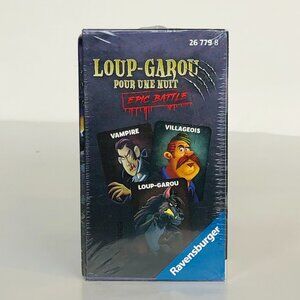 26 779 8
LOUP-GAROU
POUR UNE NUIT
EPIC BATTLE
VAMPIRE
VILLAGEOIS
LOUP-GAROU
Ravensburger